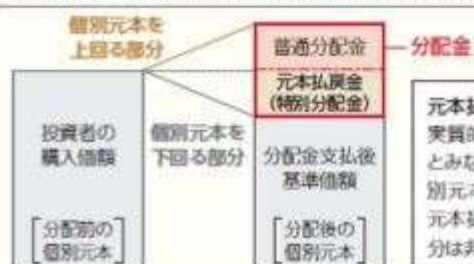 個別元本を
上回る部分
普通分配金
分配金
元本払戻金
(特別分配金)
投資者の
購入価額
個別元本を
下回る部分
分配金支払後
基準価額
分配前の
個別元本
分配後の
個別元本
元本
実質的
とみな
別元本
元本払
分は非